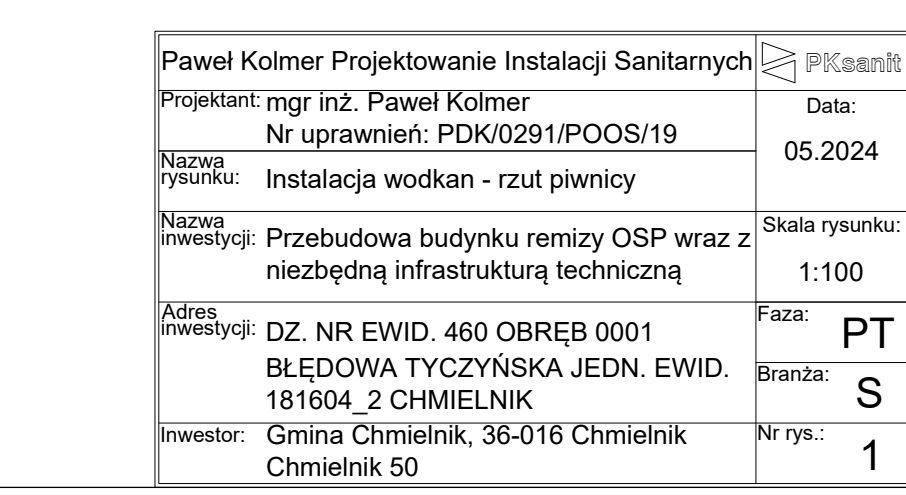 Paweł Kolmer Projektowanie Instalacji Sanitarnych
PKsanit
Projektant: mgr inż. Paweł Kolmer
Nr uprawnień: PDK/0291/POOS/19
Data:
05.2024
Nazwa
rysunku: Instalacja wodkan - rzut piwnicy
Nazwa
inwestycji: Przebudowa budynku remizy OSP wraz z
niezbędną infrastrukturą techniczną
Skala rysunku:
1:100
Adres
inwestycji: DZ. NR EWID. 460 OBRĘB 0001
BŁĘDOWA TYCZYŃSKA JEDN. EWID.
181604_2 CHMIELNIK
Faza: PT
Branża: S
Inwestor: Gmina Chmielnik, 36-016 Chmielnik
Chmielnik 50
Nr rys.: 1